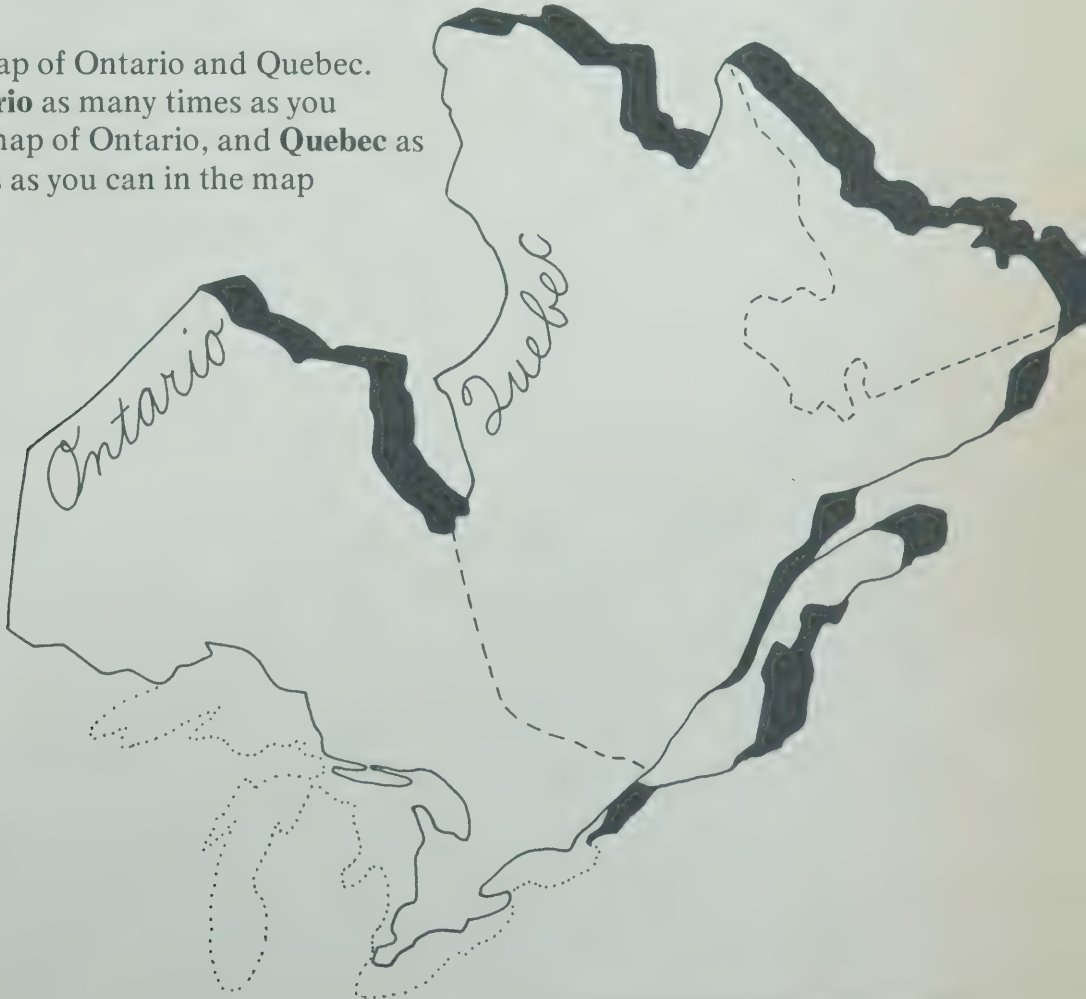 ap of Ontario and Quebec.
rio as many times as you
map of Ontario, and Quebec as
s as you can in the map
Ontario
Quebec